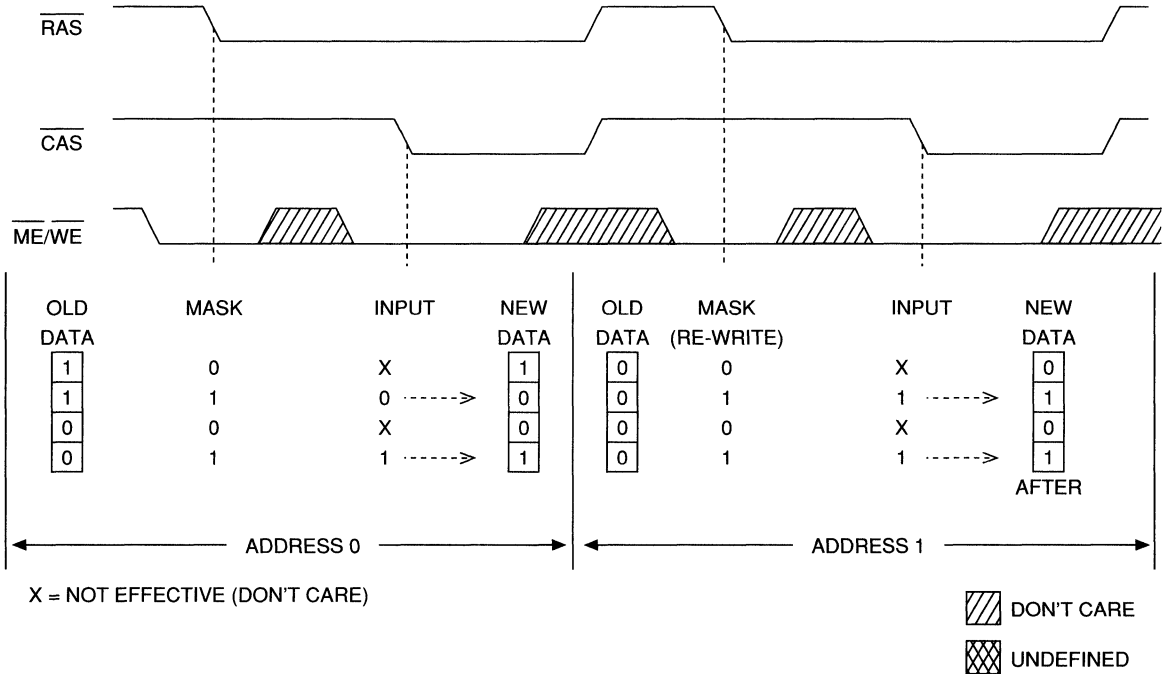 RAS
CAS
ME/WE
OLD DATA MASK INPUT NEW DATA OLD DATA MASK (RE-WRITE) INPUT NEW DATA
1 0 X 1 0 0 X 0
1 1 0 0 0 1 1 1
0 0 X 0 0 0 X 0
0 1 1 1 0 1 1 1
AFTER
ADDRESS 0 ADDRESS 1
X = NOT EFFECTIVE (DON'T CARE)
DON'T CARE
UNDEFINED